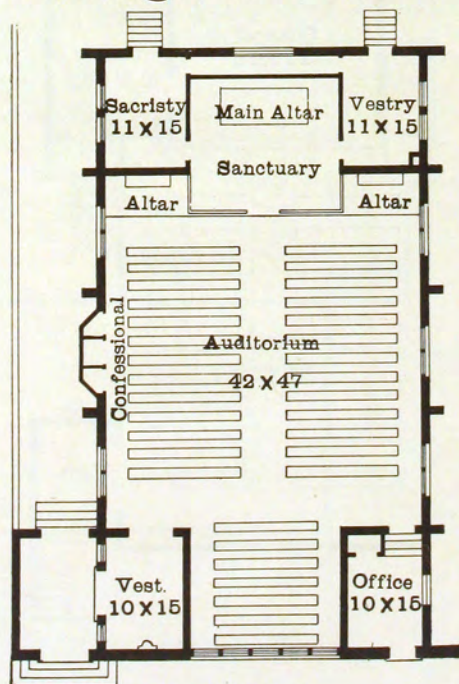 Sacristy
11 X 15
Main Altar
Vestry
11 X 15
Sanctuary
Altar
Altar
Confessional
Auditorium
42 X 47
Vest.
10 X 15
Office
10 X 15